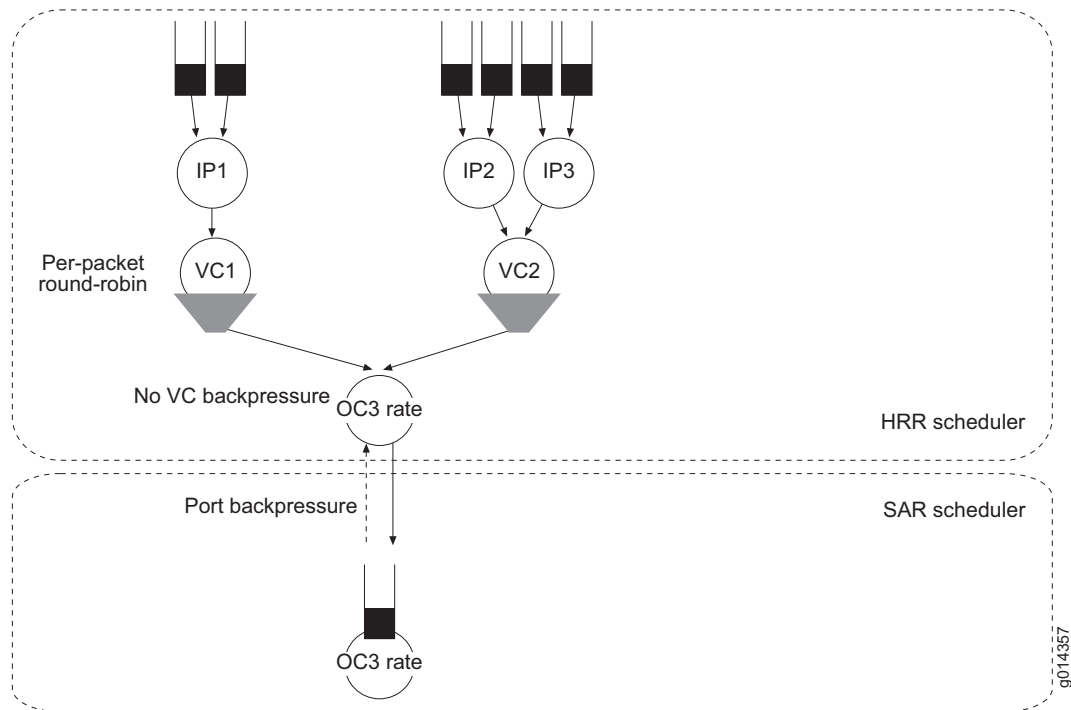 IP1
IP2
IP3
Per-packet
round-robin
VC1
VC2
No VC backpressure
OC3 rate
HRR scheduler
Port backpressure
SAR scheduler
OC3 rate
g014357